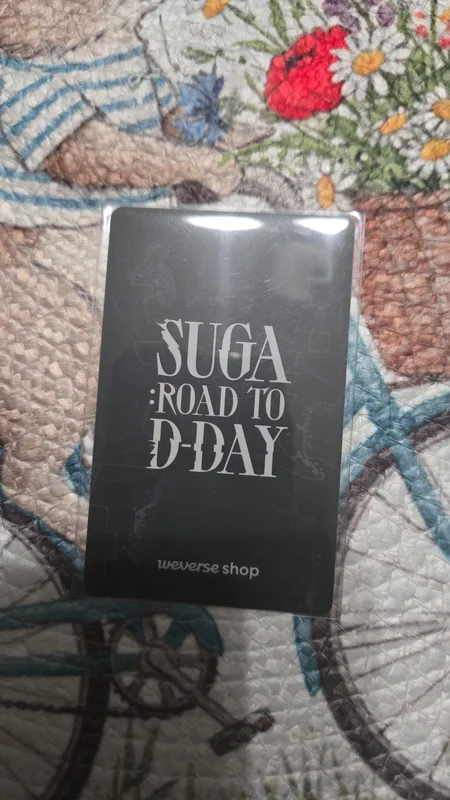 SUGA
:ROAD TO
D-DAY
weverse shop